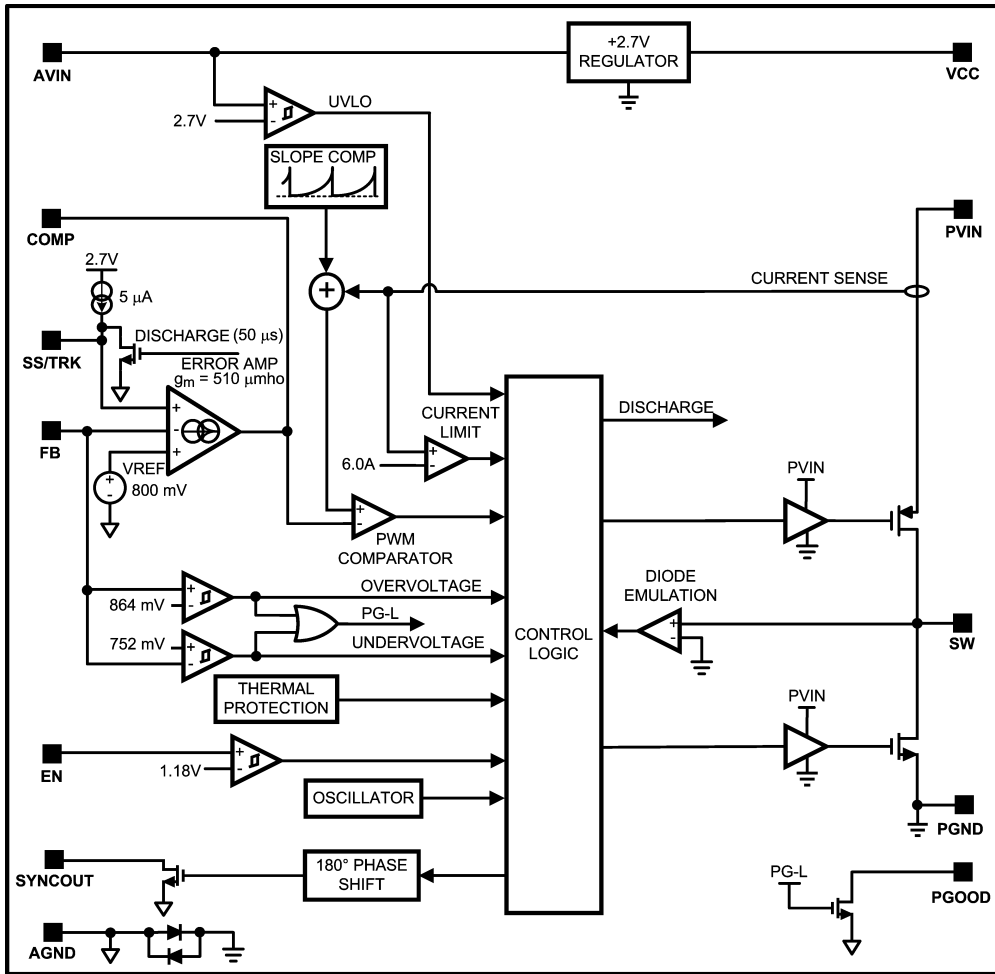 +2.7V
REGULATOR
AVIN
VCC
UVLO
+
-
2.7V
SLOPE COMP
COMP
PVIN
2.7V
5 μA
+
CURRENT SENSE
DISCHARGE (50 μs)
SS/TRK
ERROR AMP
gm = 510 μmho
+
-
+
FB
VREF
800 mV
+
-
CURRENT
LIMIT
+
-
6.0A
DISCHARGE
+
-
PWM
COMPARATOR
PVIN
OVERVOLTAGE
+
-
864 mV
PG-L
752 mV
+
-
UNDERVOLTAGE
CONTROL
LOGIC
DIODE
EMULATION
+
-
SW
THERMAL
PROTECTION
PVIN
EN
+
-
1.18V
OSCILLATOR
PGND
SYNCOUT
180° PHASE
SHIFT
PG-L
PGOOD
AGND